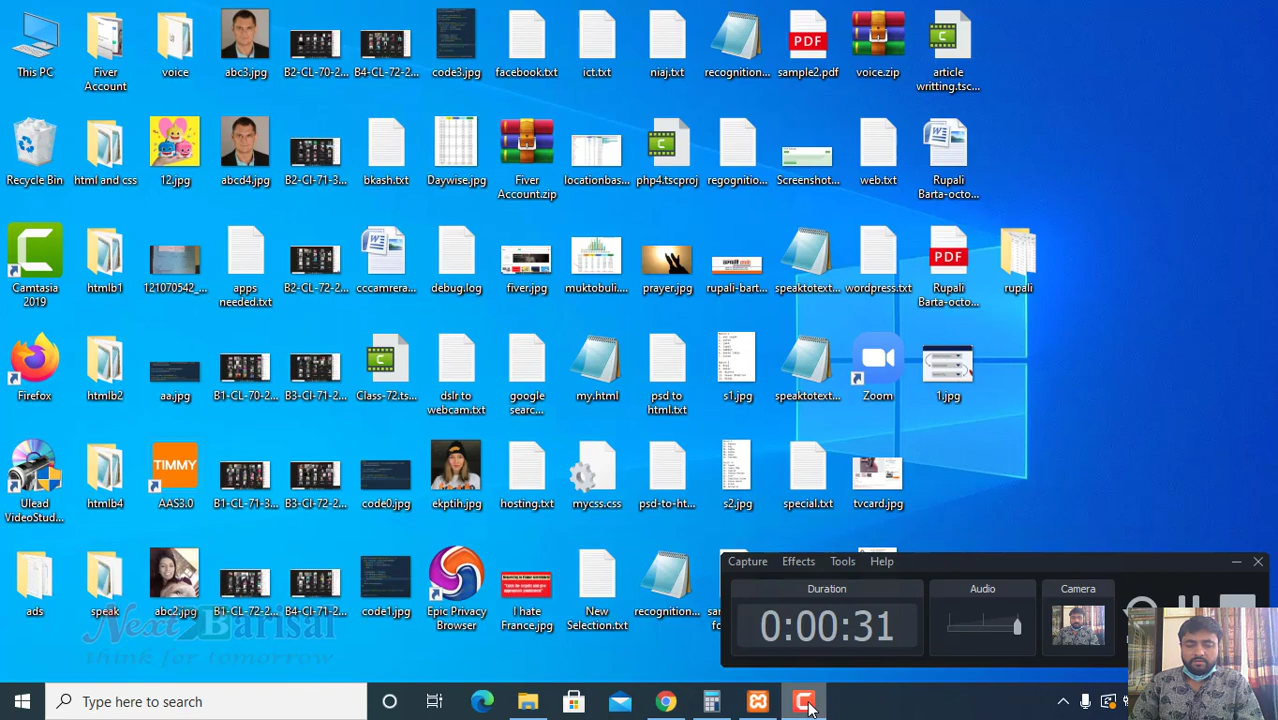 This PC
Fiver Account
voice
abc3.jpg
B2-CL-70-2...
B4-CL-72-2...
code3.jpg
facebook.txt
ict.txt
niaj.txt
recognition...
PDF
sample2.pdf
voice.zip
article writting.tsc...
Recycle Bin
html and css
12.jpg
abcd4.jpg
B2-CI-71-3...
bkash.txt
Daywise.jpg
Fiver Account.zip
locationbas...
php4.tscproj
regognitio...
Screenshot...
web.txt
Rupali Barta-octo...
Camtasia 2019
htmlb1
121070542_...
apps needed.txt
B2-CL-72-2...
cccamrera...
debug.log
fiver.jpg
muktobuli....
prayer.jpg
rupali-bart...
speaktotext...
wordpress.txt
PDF
Rupali Barta-octo...
rupali
Firefox
htmlb2
aa.jpg
B1-CL-70-2...
B3-CI-71-2...
Class-72.ts...
dslr to webcam.txt
google searc...
my.html
psd to html.txt
s1.jpg
speaktotext...
Zoom
1.jpg
Ulead VideoStud...
htmlb4
TIMMY
AAS3.0
B1-CL-71-3...
B3-CL-72-2...
code0.jpg
ekptih.jpg
hosting.txt
mycss.css
psd-to-ht...
s2.jpg
special.txt
tvcard.jpg
ads
speak
abc2.jpg
B1-CL-72-2...
B4-CL-71-2...
code1.jpg
Epic Privacy Browser
I hate France.jpg
New Selection.txt
recognition...
Next Barisal
think for tomorrow
Capture Effects Tools Help
Duration Audio Camera
0:00:31
Type here to search